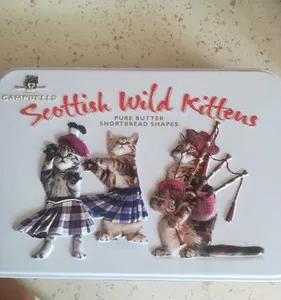 CAMPBELLS
Scottish Wild Kittens
PURE BUTTER
SHORTBREAD SHAPES